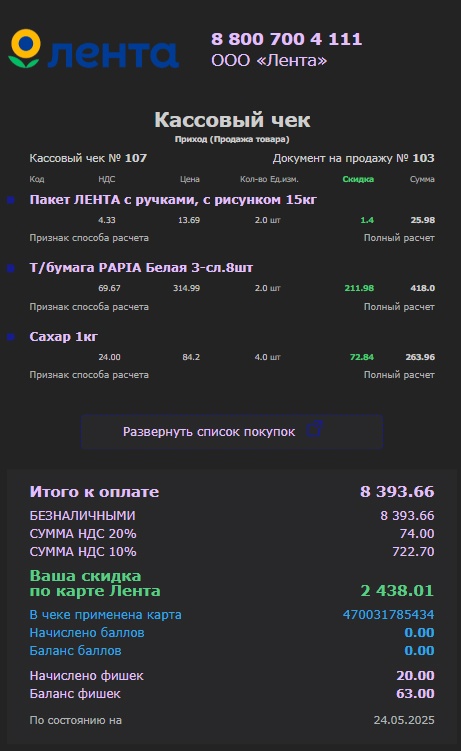 лента
8 800 700 4 111
ООО «Лента»
Кассовый чек
Приход (Продажа товара)
Кассовый чек № 107 Документ на продажу № 103
Код НДС Цена Кол-во Ед.изм. Скидка Сумма
Пакет ЛЕНТА с ручками, с рисунком 15кг
4.33 13.69 2.0 шт 1.4 25.98
Признак способа расчета Полный расчет
Т/бумага PAPIA Белая 3-сл.8шт
69.67 314.99 2.0 шт 211.98 418.0
Признак способа расчета Полный расчет
Сахар 1кг
24.00 84.2 4.0 шт 72.84 263.96
Признак способа расчета Полный расчет
Развернуть список покупок
Итого к оплате 8 393.66
БЕЗНАЛИЧНЫМИ 8 393.66
СУММА НДС 20% 74.00
СУММА НДС 10% 722.70
Ваша скидка
по карте Лента 2 438.01
В чеке применена карта 470031785434
Начислено баллов 0.00
Баланс баллов 0.00
Начислено фишек 20.00
Баланс фишек 63.00
По состоянию на 24.05.2025